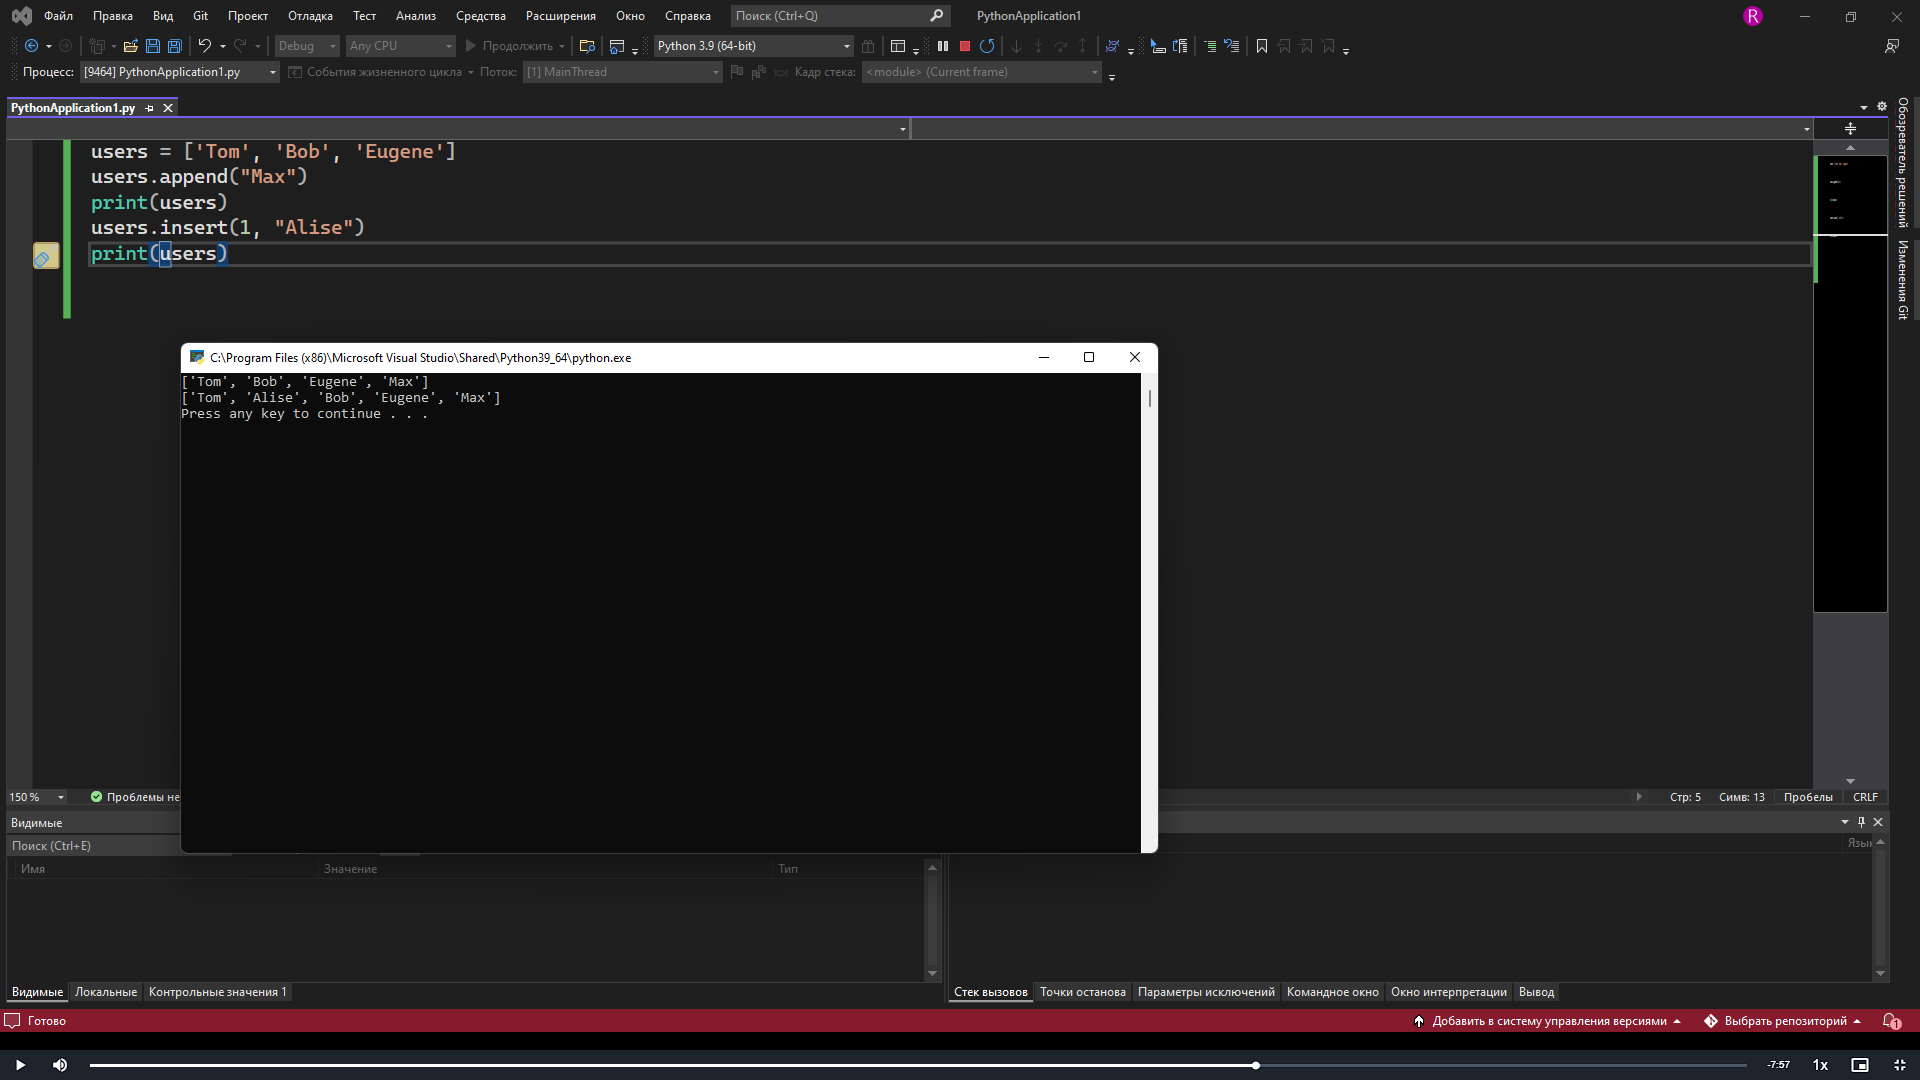 Файл Правка Вид Git Проект Отладка Тест Анализ Средства Расширения Окно Справка Поиск (Ctrl+Q) PythonApplication1 R
Debug Any CPU Продолжить Python 3.9 (64-bit)
Процесс: [9464] PythonApplication1.py События жизненного цикла Поток: [1] MainThread Кадр стека: <module> (Current frame)
PythonApplication1.py
Обозреватель решений
Изменения Git
users = ['Tom', 'Bob', 'Eugene']
users.append("Max")
print(users)
users.insert(1, "Alise")
print(users)
C:\Program Files (x86)\Microsoft Visual Studio\Shared\Python39_64\python.exe
['Tom', 'Bob', 'Eugene', 'Max']
['Tom', 'Alise', 'Bob', 'Eugene', 'Max']
Press any key to continue . . .
150 % Проблемы не Стр: 5 Симв: 13 Пробелы CRLF
Видимые
Поиск (Ctrl+E) Язык
Имя Значение Тип
Видимые Локальные Контрольные значения 1 Стек вызовов Точки останова Параметры исключений Командное окно Окно интерпретации Вывод
Готово Добавить в систему управления версиями Выбрать репозиторий 1
-7:57 1x